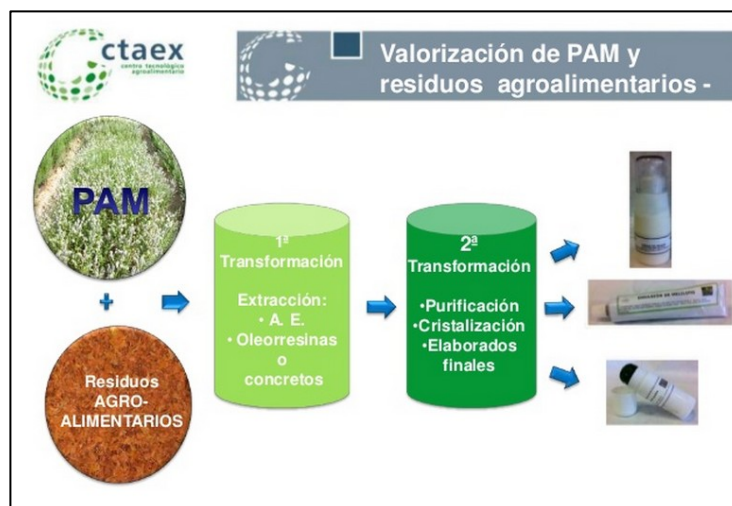 ctaex
centro tecnológico
agroalimentario
Valorización de PAM y
residuos agroalimentarios -
PAM
+
Residuos
AGRO-
ALIMENTARIOS
1ª
Transformación
Extracción:
• A. E.
• Oleorresinas
o
concretos
2ª
Transformación
•Purificación
•Cristalización
•Elaborados
finales